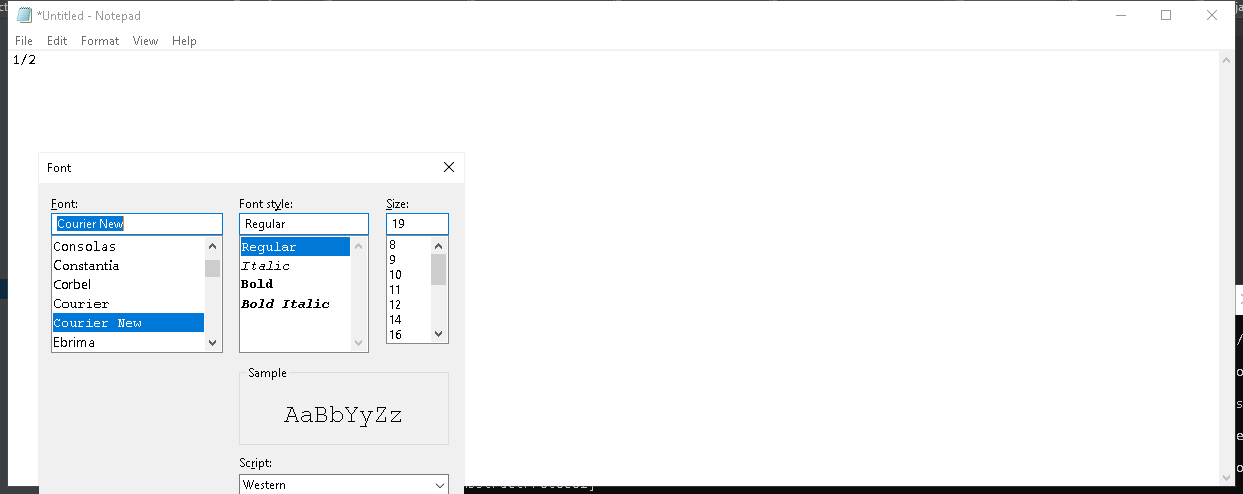 *Untitled - Notepad
File Edit Format View Help
1/2
Font
Font: Font style: Size:
Courier New Regular 19
Consolas Regular 8
Constantia Italic 9
Corbel Bold 10
Courier Bold Italic 11
Courier New 12
Ebrima 14
16
Sample
AaBbYyZz
Script:
Western